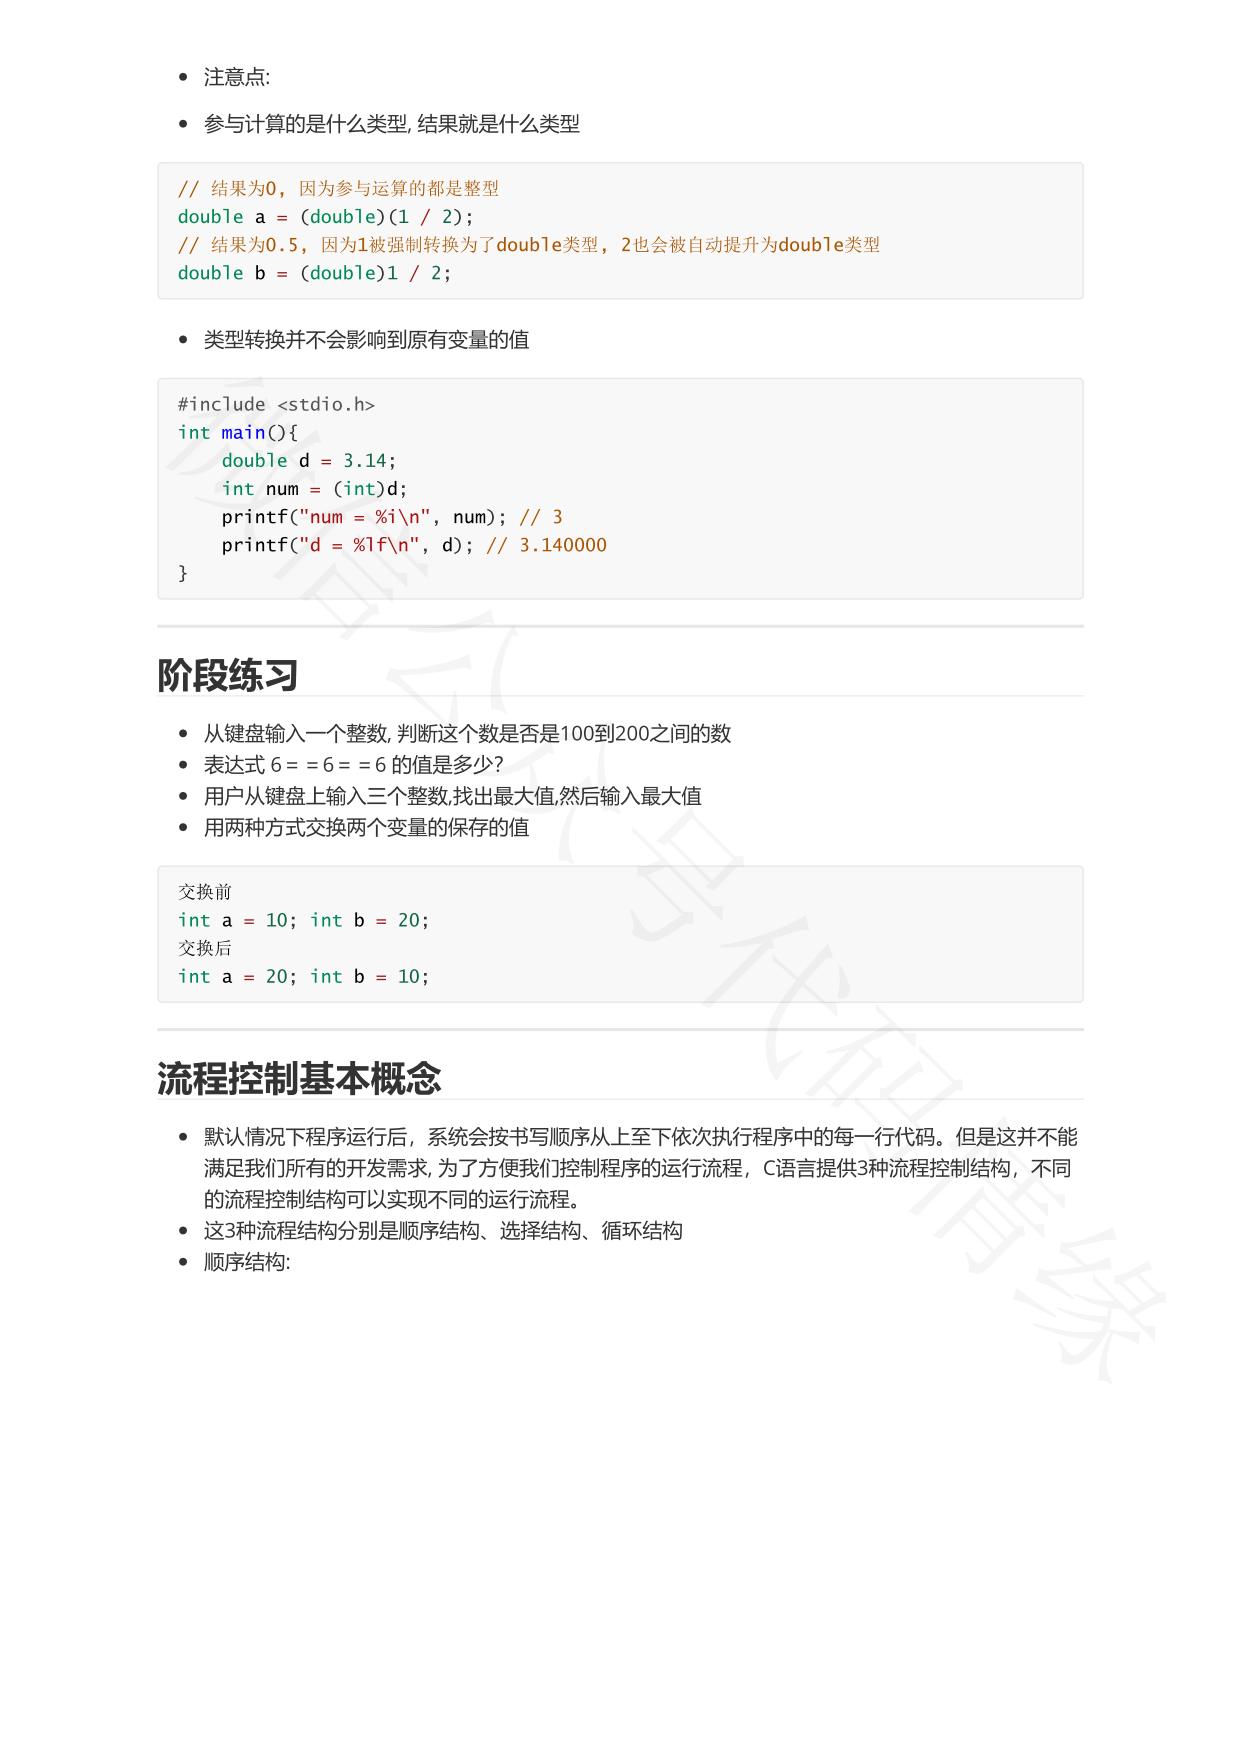 注意点:
参与计算的是什么类型, 结果就是什么类型
// 结果为0, 因为参与运算的都是整型
double a = (double)(1 / 2);
// 结果为0.5, 因为1被强制转换为了double类型, 2也会被自动提升为double类型
double b = (double)1 / 2;
类型转换并不会影响到原有变量的值
#include <stdio.h>
int main(){
    double d = 3.14;
    int num = (int)d;
    printf("num = %i\n", num); // 3
    printf("d = %lf\n", d); // 3.140000
}
阶段练习
从键盘输入一个整数, 判断这个数是否是100到200之间的数
表达式 6 = =6 = =6 的值是多少?
用户从键盘上输入三个整数,找出最大值,然后输入最大值
用两种方式交换两个变量的保存的值
交换前
int a = 10; int b = 20;
交换后
int a = 20; int b = 10;
流程控制基本概念
默认情况下程序运行后，系统会按书写顺序从上至下依次执行程序中的每一行代码。但是这并不能
满足我们所有的开发需求, 为了方便我们控制程序的运行流程，C语言提供3种流程控制结构，不同
的流程控制结构可以实现不同的运行流程。
这3种流程结构分别是顺序结构、选择结构、循环结构
顺序结构:
微信公众号代码情缘